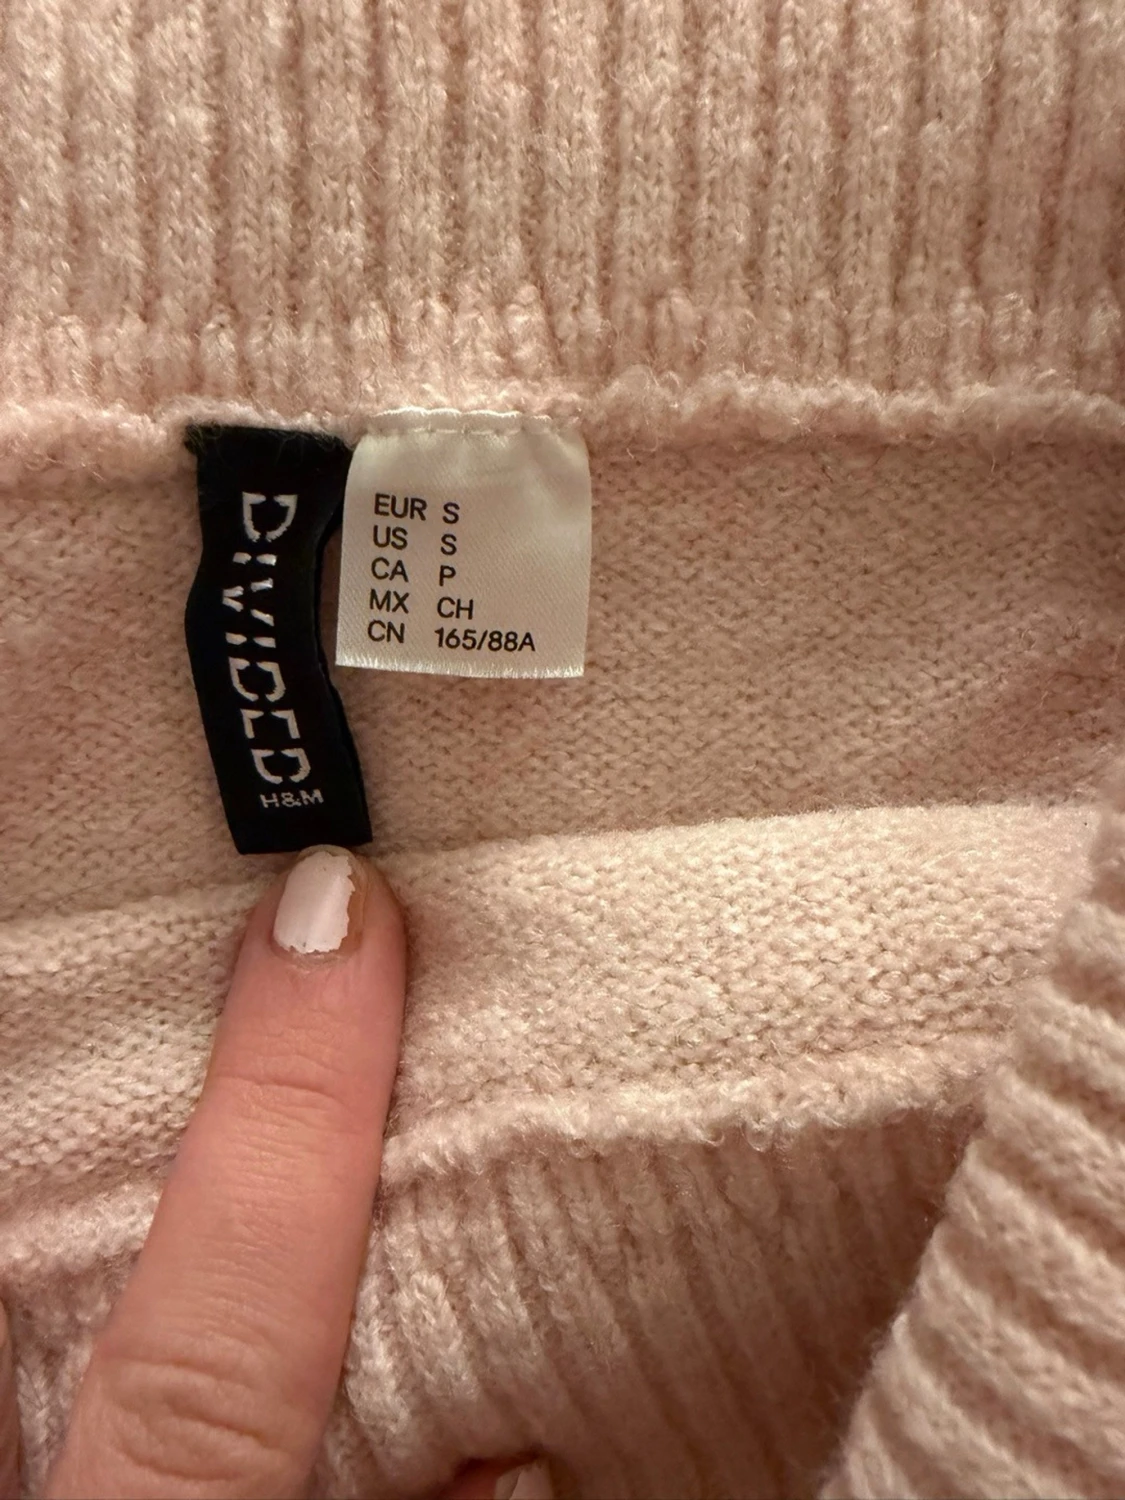 DIVIDED
H&M
EUR S
US S
CA P
MX CH
CN 165/88A